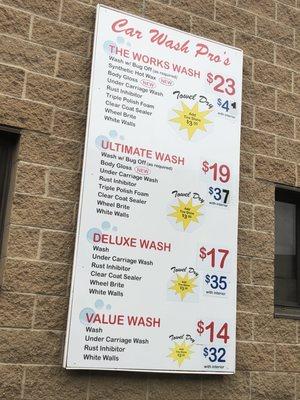 Car Wash Pro's
THE WORKS WASH $23
Wash w/ Bug Off (as required)
Synthetic Hot Wax NEW
Body Gloss NEW
Under Carriage Wash
Rust Inhibitor
Triple Polish Foam
Clear Coat Sealer
Wheel Brite
White Walls
Towel Dry
$4
with interior
ULTIMATE WASH $19
Wash w/ Bug Off (as required)
Body Gloss NEW
Under Carriage Wash
Rust Inhibitor
Triple Polish Foam
Clear Coat Sealer
Wheel Brite
White Walls
Towel Dry
$37
with interior
DELUXE WASH $17
Wash
Under Carriage Wash
Rust Inhibitor
Clear Coat Sealer
Wheel Brite
White Walls
Towel Dry
$35
with interior
VALUE WASH $14
Wash
Under Carriage Wash
Rust Inhibitor
White Walls
Towel Dry
$32
with interior